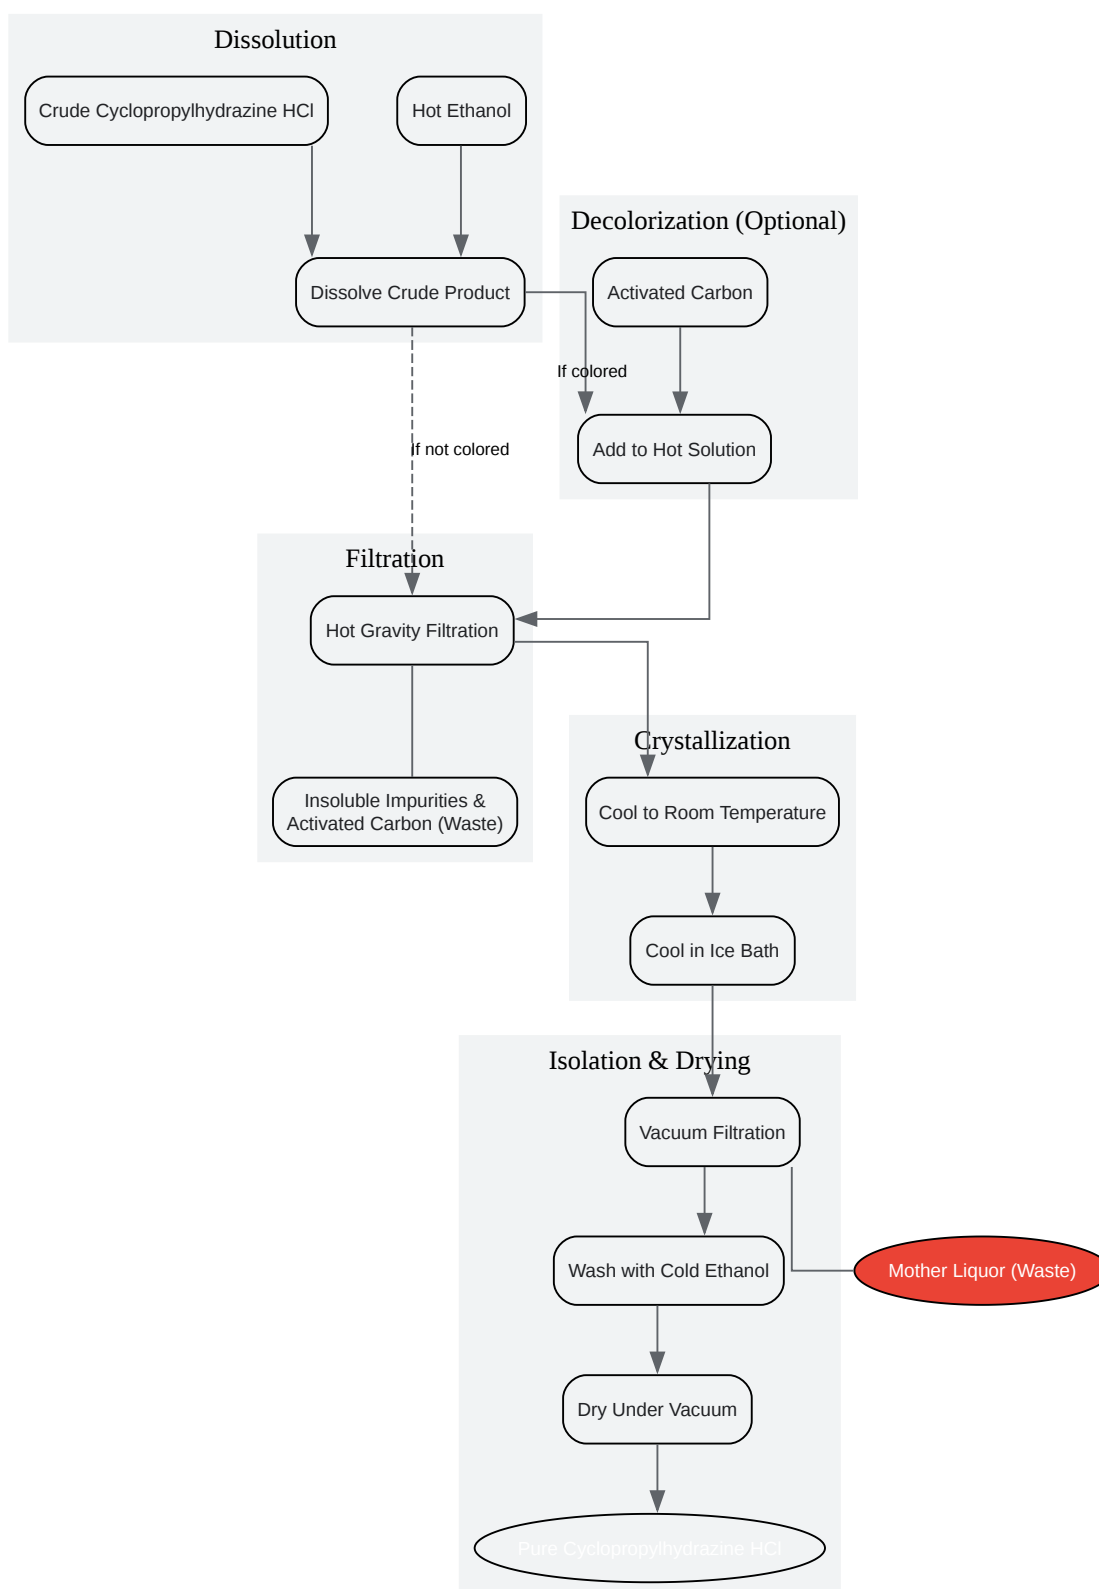 Dissolution
Crude Cyclopropylhydrazine HCl
Hot Ethanol
Decolorization (Optional)
Dissolve Crude Product
Activated Carbon
If colored
If not colored
Add to Hot Solution
Filtration
Hot Gravity Filtration
Crystallization
Insoluble Impurities &
Activated Carbon (Waste)
Cool to Room Temperature
Cool in Ice Bath
Isolation & Drying
Vacuum Filtration
Wash with Cold Ethanol
Mother Liquor (Waste)
Dry Under Vacuum
Pure Cyclopropylhydrazine HCl